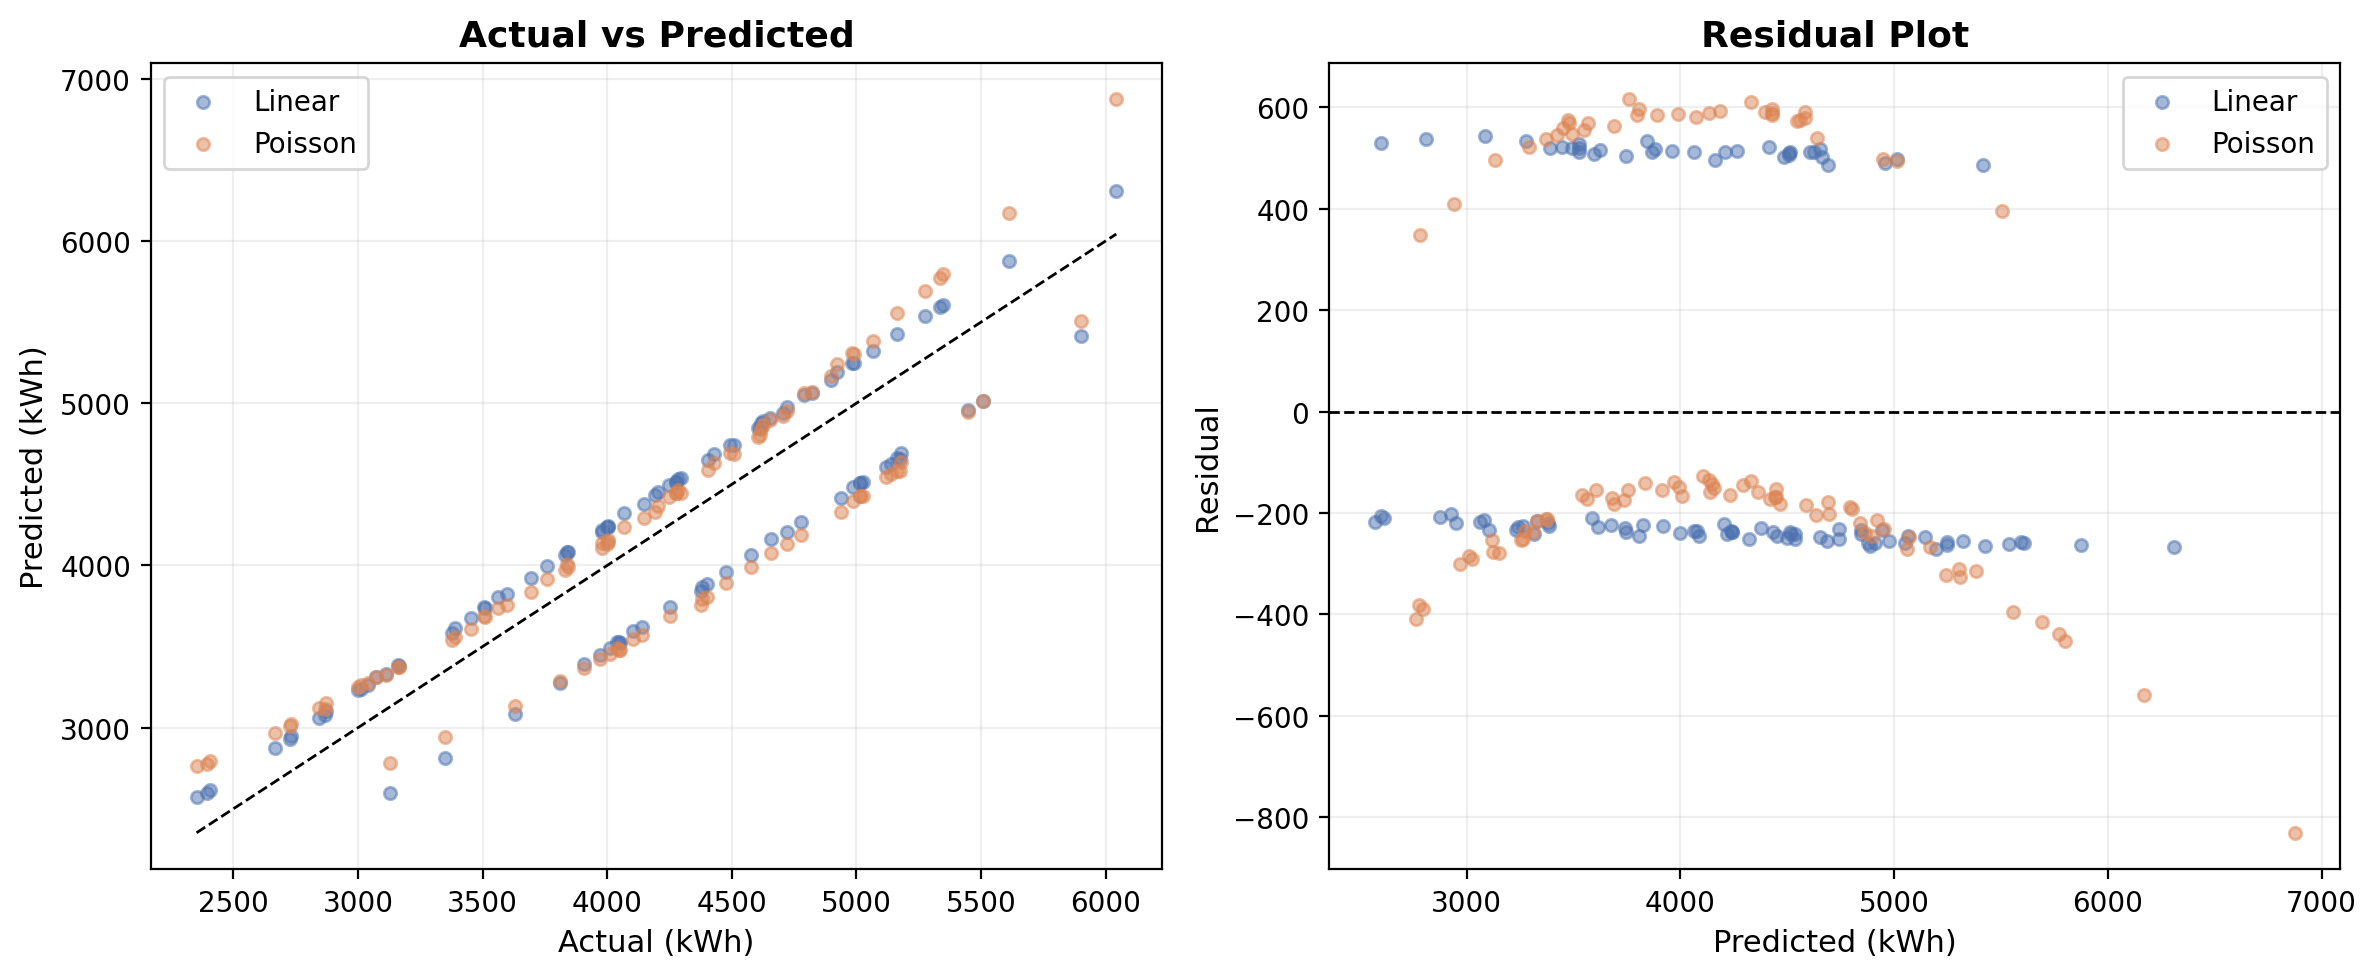 Actual vs Predicted
7000
6000
5000
4000
3000
Predicted (kWh)
Linear
Poisson
2500 3000 3500 4000 4500 5000 5500 6000
Actual (kWh)
Residual Plot
600
400
200
0
−200
−400
−600
−800
Residual
Linear
Poisson
3000 4000 5000 6000 7000
Predicted (kWh)